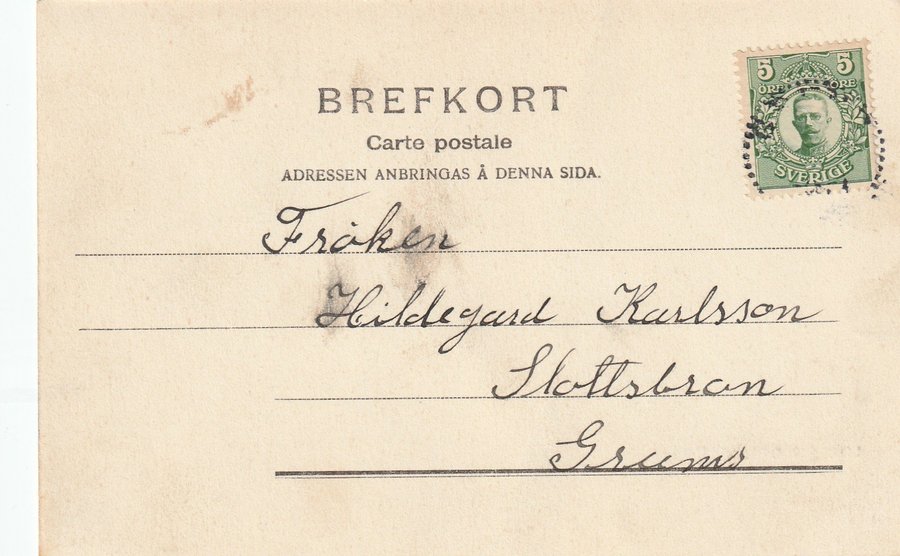 BREFKORT
Carte postale
ADRESSEN ANBRINGAS Å DENNA SIDA.
5 5
ÖRE ÖRE
SVERIGE
Fröken
Hildegard Karlsson
Slottsbron
Grums